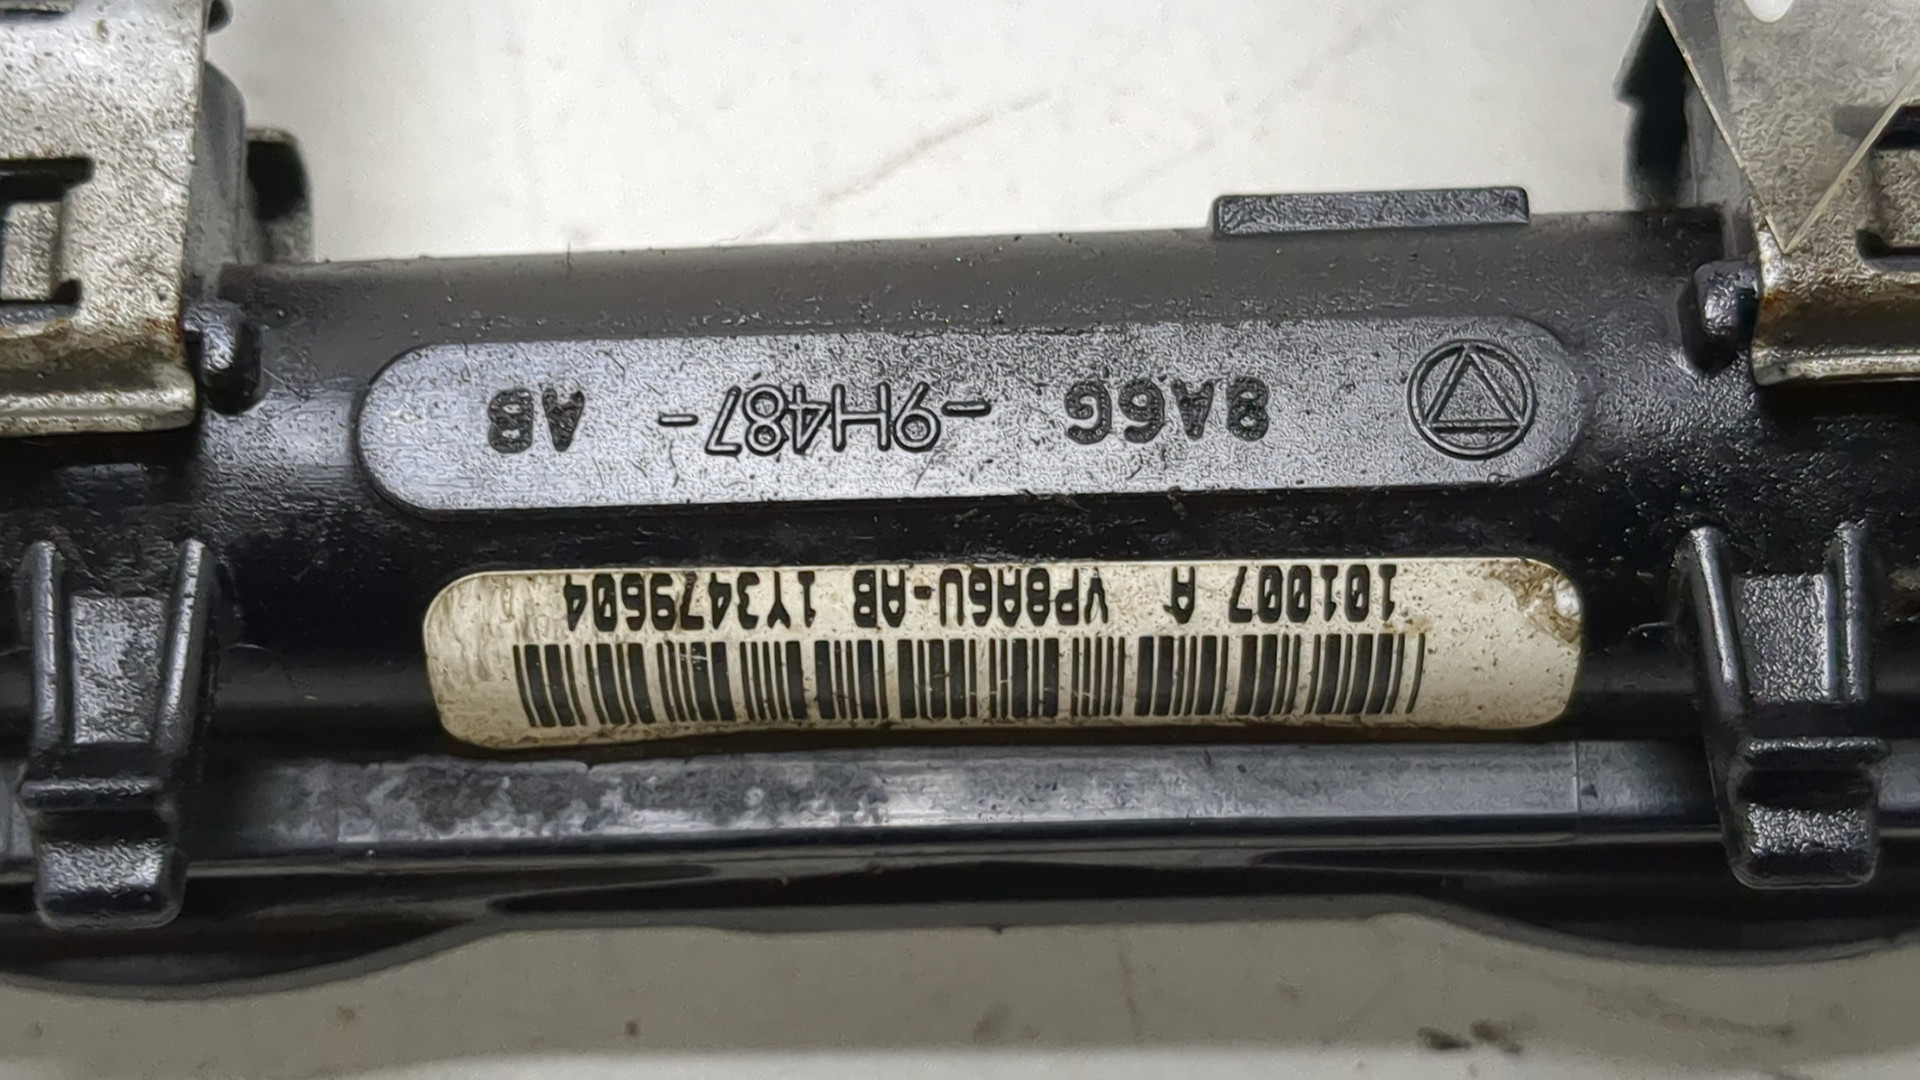 101007 A VP8A6U-AB 1Y3479604
8A6G -9H487- AB